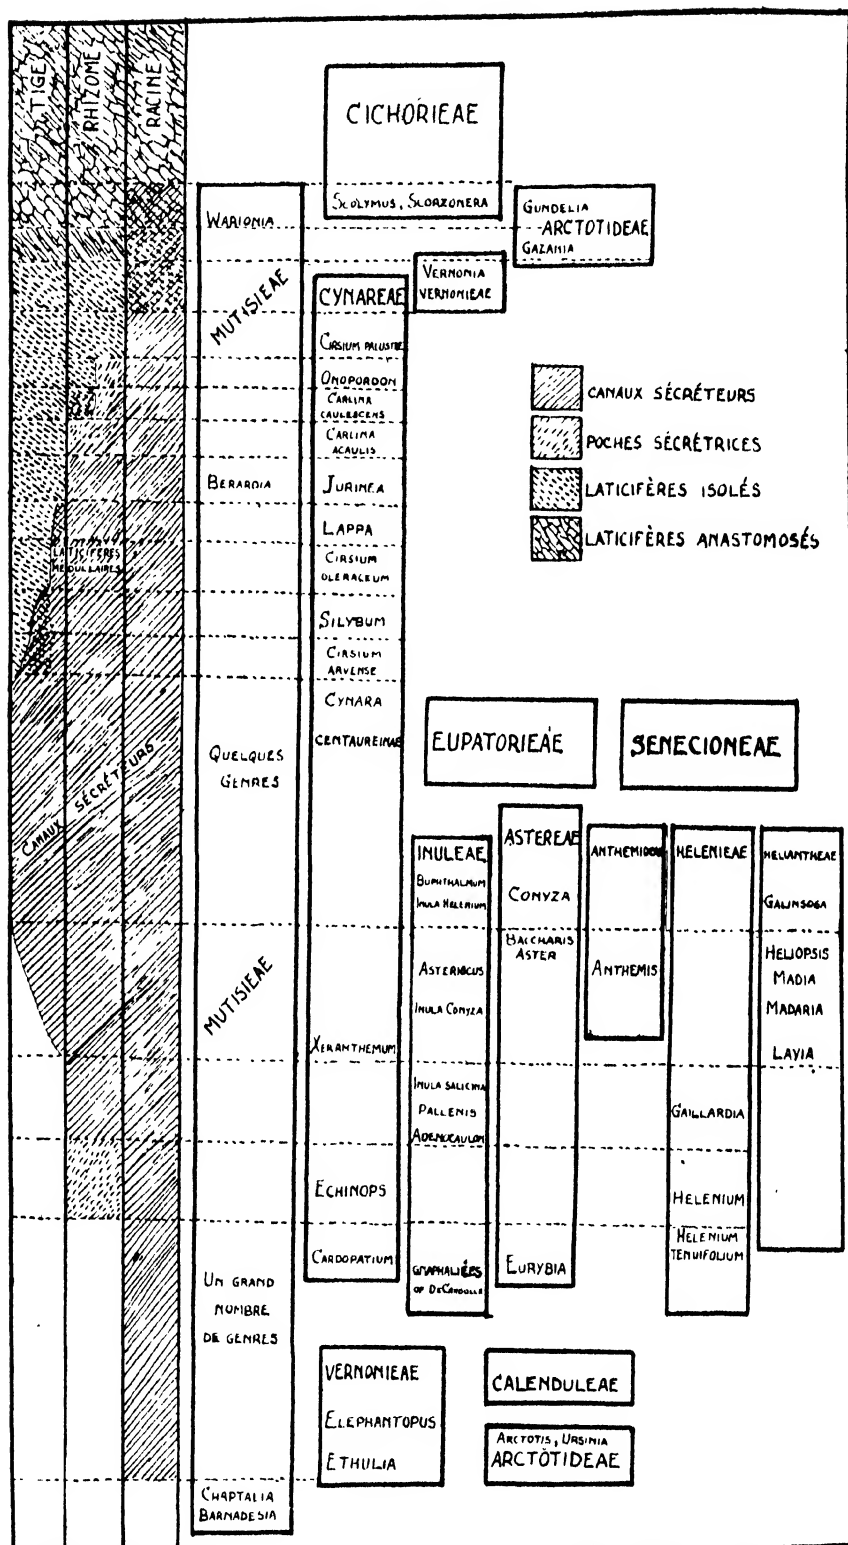 TIGE
RHIZOME
RACINE
CICHORIEAE
SCOLYMUS, SCORZONERA
GUNDELIA
ARCTOTIDEAE
GAZANIA
WARIONIA
MUTISIEAE
VERNONIA
VERNONIEAE
CYNAREAE
CIRSIUM PALUSTRE
ONOPORDON
CARLINA
CAULESCENS
CARLINA
ACAULIS
BERARDIA
JURINEA
LAPPA
CIRSIUM
OLERACEUM
SILYBUM
CIRSIUM
ARVENSE
CYNARA
CENTAUREINAE
CANAUX SÉCRÉTEURS
POCHES SÉCRÉTRICES
LATICIFÈRES ISOLÉS
LATICIFÈRES ANASTOMOSÉS
LATICIFÈRES
MÉDULLAIRES
CANAUX SÉCRÉTEURS
QUELQUES
GENRES
EUPATORIEAE
SENECIONEAE
INULEAE
BUPHTHALMUM
INULA HELENIUM
ASTERICUS
INULA CONYZA
INULA SALICINA
PALLENIS
ADENOCAULON
GNAPHALIÉES
OP DECANDOLLE
ASTEREAE
CONYZA
BACCHARIS
ASTER
EURYBIA
ANTHEMIS
HELENIEAE
GAILLARDIA
HELENIUM
HELENIUM
TENUIFOLIUM
HELIANTHEAE
GALINSOGA
HELIOPSIS
MADIA
MADARIA
LAYIA
MUTISIEAE
XERANTHEMUM
ECHINOPS
CARDOPATIUM
UN GRAND
NOMBRE
DE GENRES
VERNONIEAE
ELEPHANTOPUS
ETHULIA
CALENDULEAE
ARCTOTIS, URSINIA
ARCTOTIDEAE
CHAPTALIA
BARNADESIA